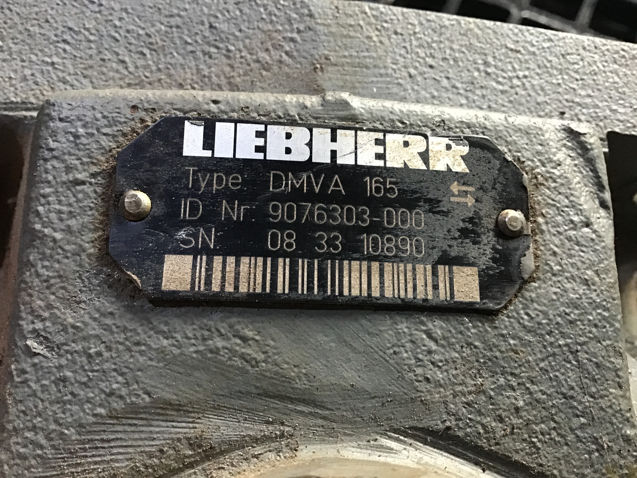 LIEBHERR
Type DMVA 165
ID Nr. 9076303-000
SN. 08 33 10890